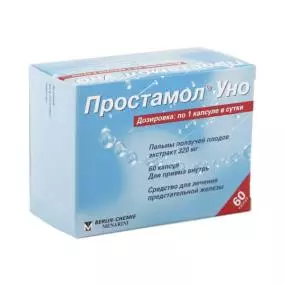 Простамол® Уно
Дозировка: по 1 капсуле в сутки
Пальмы ползучей плодов
экстракт 320 мг
60 капсул
Для приема внутрь
Средство для лечения
предстательной железы
BERLIN-CHEMIE
MENARINI
60